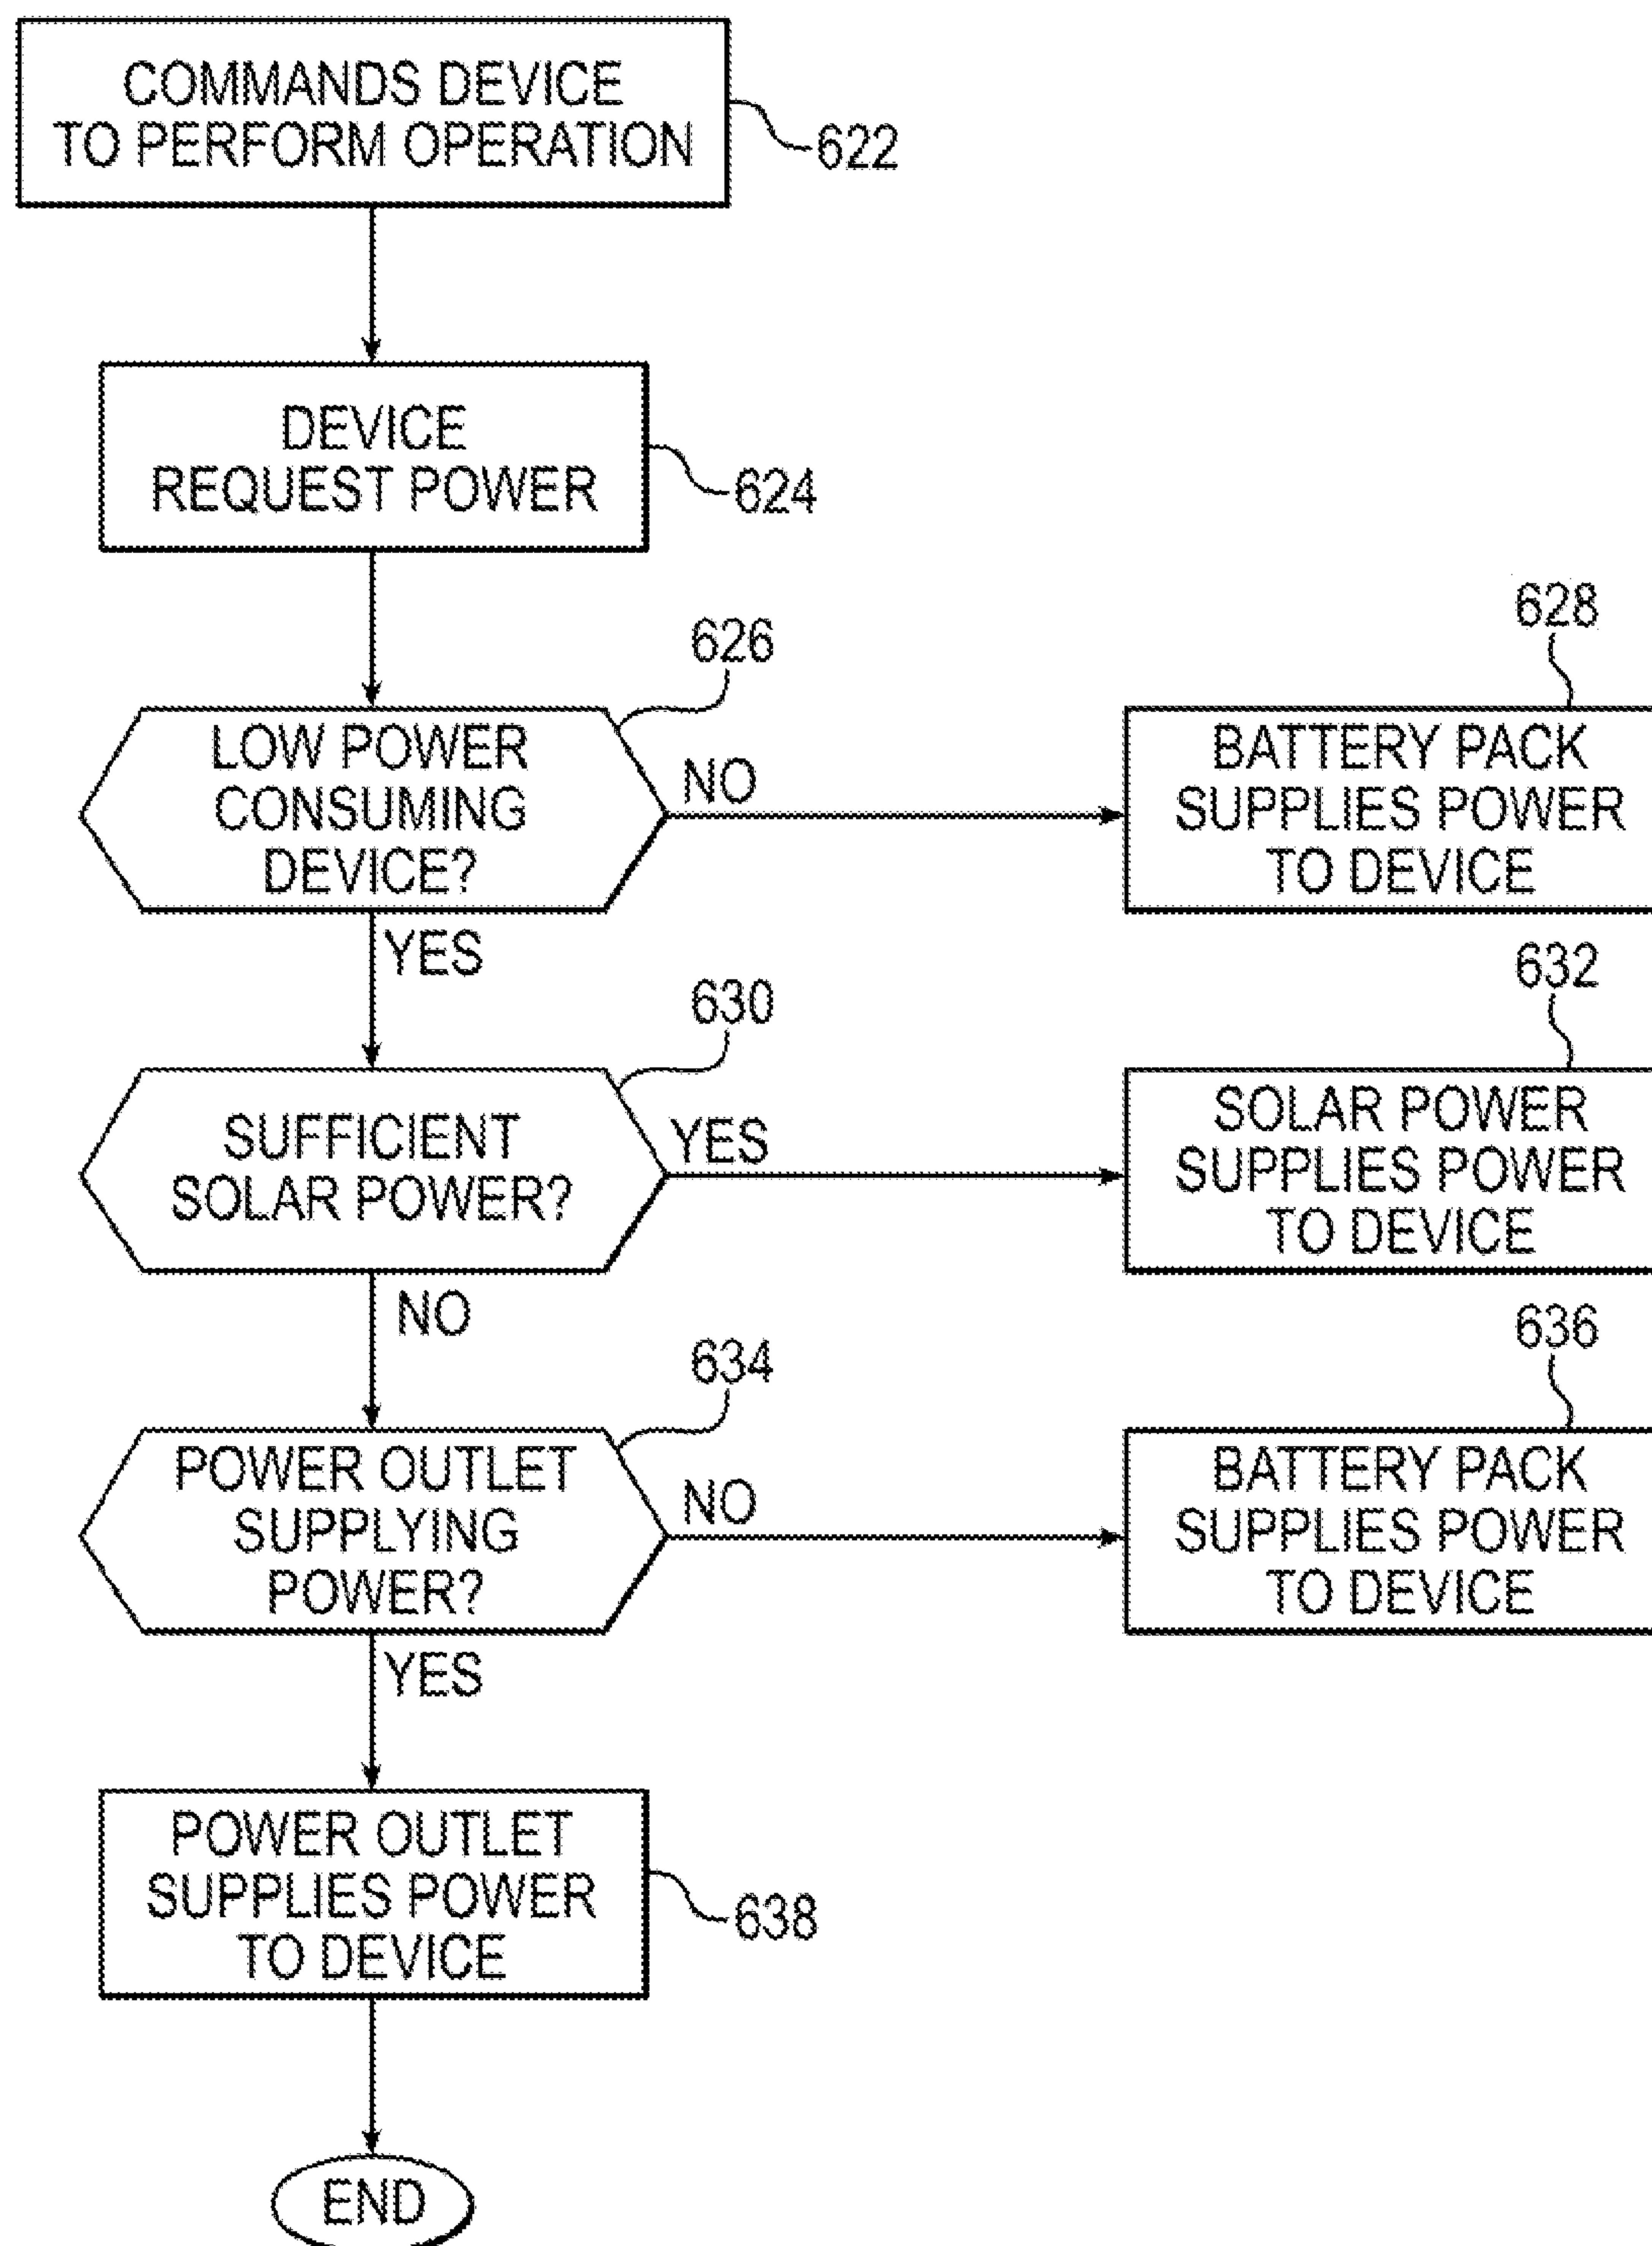 COMMANDS DEVICE
TO PERFORM OPERATION
622
DEVICE
REQUEST POWER
624
626
LOW POWER
CONSUMING
DEVICE?
NO
628
BATTERY PACK
SUPPLIES POWER
TO DEVICE
YES
630
SUFFICIENT
SOLAR POWER?
YES
632
SOLAR POWER
SUPPLIES POWER
TO DEVICE
NO
634
POWER OUTLET
SUPPLYING
POWER?
NO
636
BATTERY PACK
SUPPLIES POWER
TO DEVICE
YES
POWER OUTLET
SUPPLIES POWER
TO DEVICE
638
END